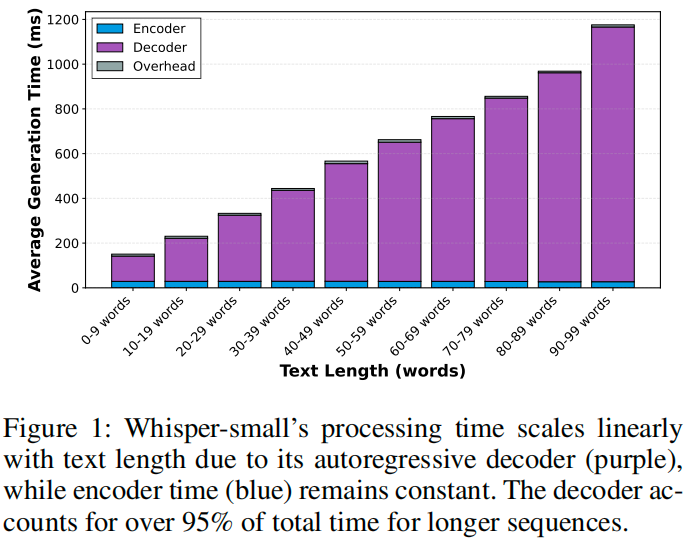 Average Generation Time (ms)
1200
1000
800
600
400
200
0
Encoder
Decoder
Overhead
0-9 words
10-19 words
20-29 words
30-39 words
40-49 words
50-59 words
60-69 words
70-79 words
80-89 words
90-99 words
Text Length (words)
Figure 1: Whisper-small’s processing time scales linearly
with text length due to its autoregressive decoder (purple),
while encoder time (blue) remains constant. The decoder ac-
counts for over 95% of total time for longer sequences.